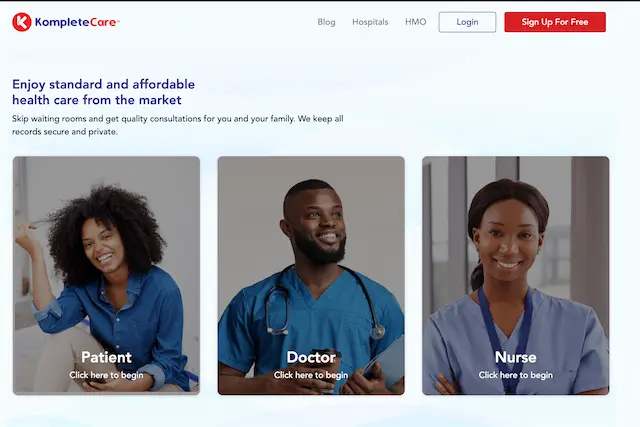 KompleteCare™
Blog
Hospitals
HMO
Login
Sign Up For Free
Enjoy standard and affordable
health care from the market
Skip waiting rooms and get quality consultations for you and your family. We keep all
records secure and private.
Patient
Click here to begin
Doctor
Click here to begin
Nurse
Click here to begin